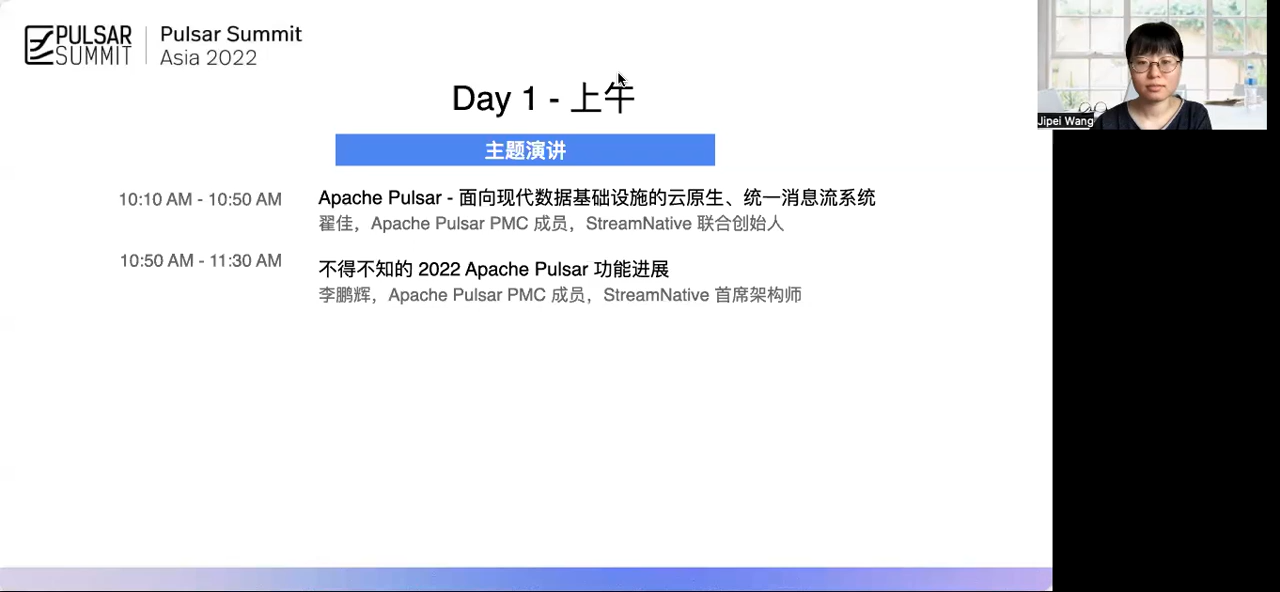 PULSAR
SUMMIT
Pulsar Summit
Asia 2022
Day 1 - 上午
主题演讲
10:10 AM - 10:50 AM
Apache Pulsar - 面向现代数据基础设施的云原生、统一消息流系统
翟佳，Apache Pulsar PMC 成员，StreamNative 联合创始人
10:50 AM - 11:30 AM
不得不知的 2022 Apache Pulsar 功能进展
李鹏辉，Apache Pulsar PMC 成员，StreamNative 首席架构师
Jipei Wang